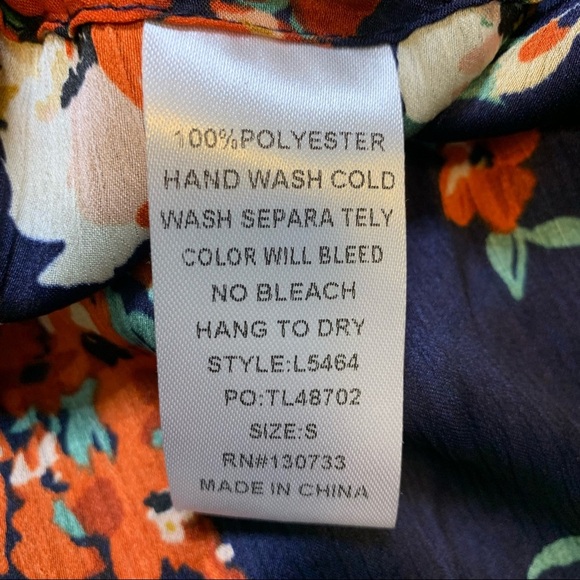 100%POLYESTER
HAND WASH COLD
WASH SEPARA TELY
COLOR WILL BLEED
NO BLEACH
HANG TO DRY
STYLE:L5464
PO:TL48702
SIZE:S
RN#130733
MADE IN CHINA